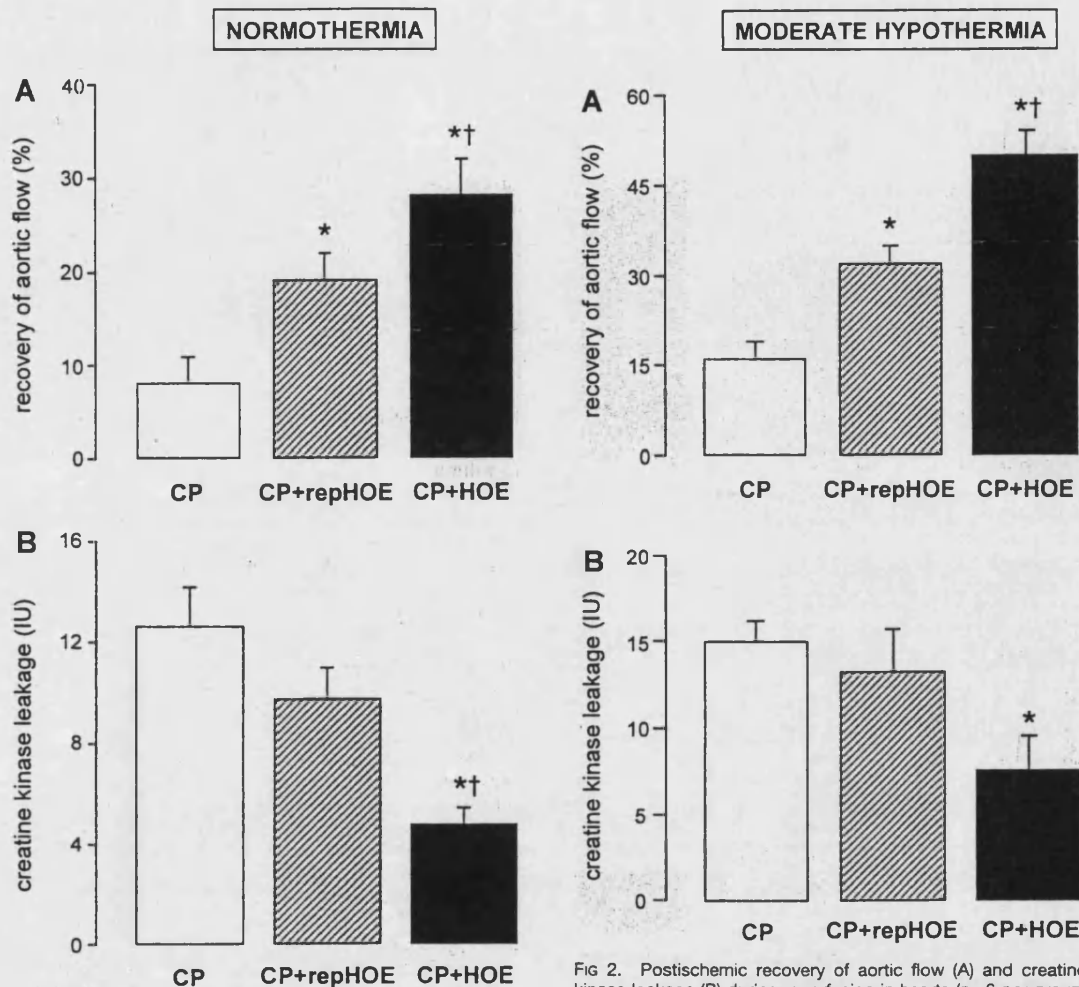 NORMOTHERMIA
A
recovery of aortic flow (%)
40
30
20
10
0
*
*†
CP CP+repHOE CP+HOE
B
creatine kinase leakage (IU)
16
12
8
4
0
*†
CP CP+repHOE CP+HOE
MODERATE HYPOTHERMIA
A
recovery of aortic flow (%)
60
45
30
15
0
*
*†
CP CP+repHOE CP+HOE
B
creatine kinase leakage (IU)
20
15
10
5
0
*
CP CP+repHOE CP+HOE
FIG 2. Postischemic recovery of aortic flow (A) and creatine